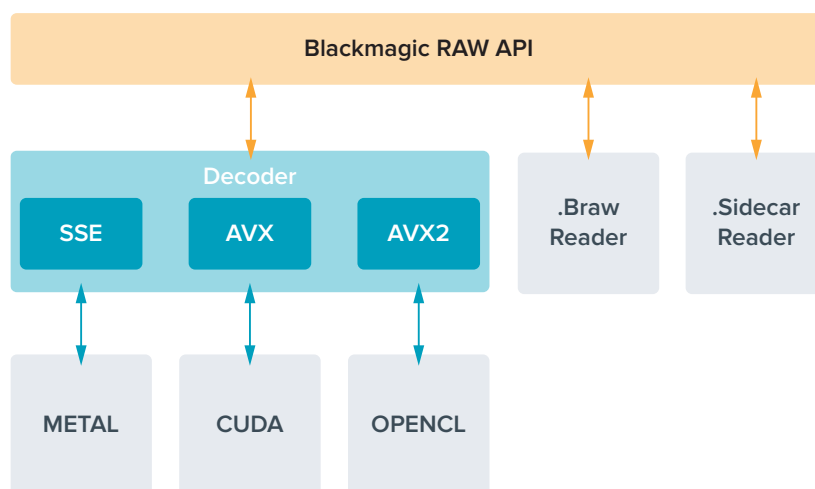 Blackmagic RAW API
Decoder
SSE
AVX
AVX2
.Braw
Reader
.Sidecar
Reader
METAL
CUDA
OPENCL